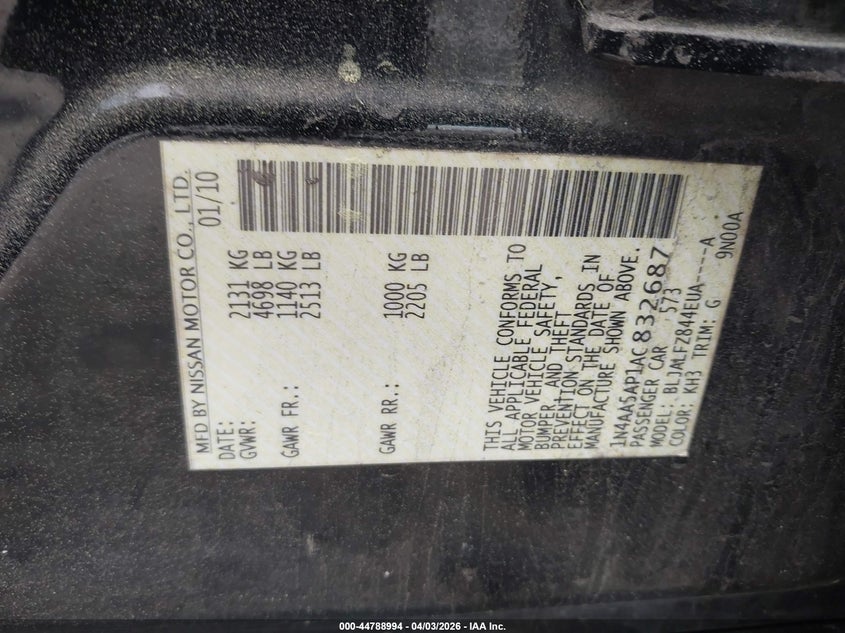 MFD BY NISSAN MOTOR CO., LTD.
DATE: 01/10
GVWR: 2131 KG
4698 LB
GAWR FR.: 1140 KG
2513 LB
GAWR RR.: 1000 KG
2205 LB
THIS VEHICLE CONFORMS TO
ALL APPLICABLE FEDERAL
MOTOR VEHICLE SAFETY,
BUMPER, AND THEFT
PREVENTION STANDARDS IN
EFFECT ON THE DATE OF
MANUFACTURE SHOWN ABOVE.
1N4AA5AP1AC832687
PASSENGER CAR 573
MODEL: BLJALFZ844EUA----A
COLOR: KH3 TRIM: G 9N00A
000-44788994 - 04/03/2026 - IAA Inc.